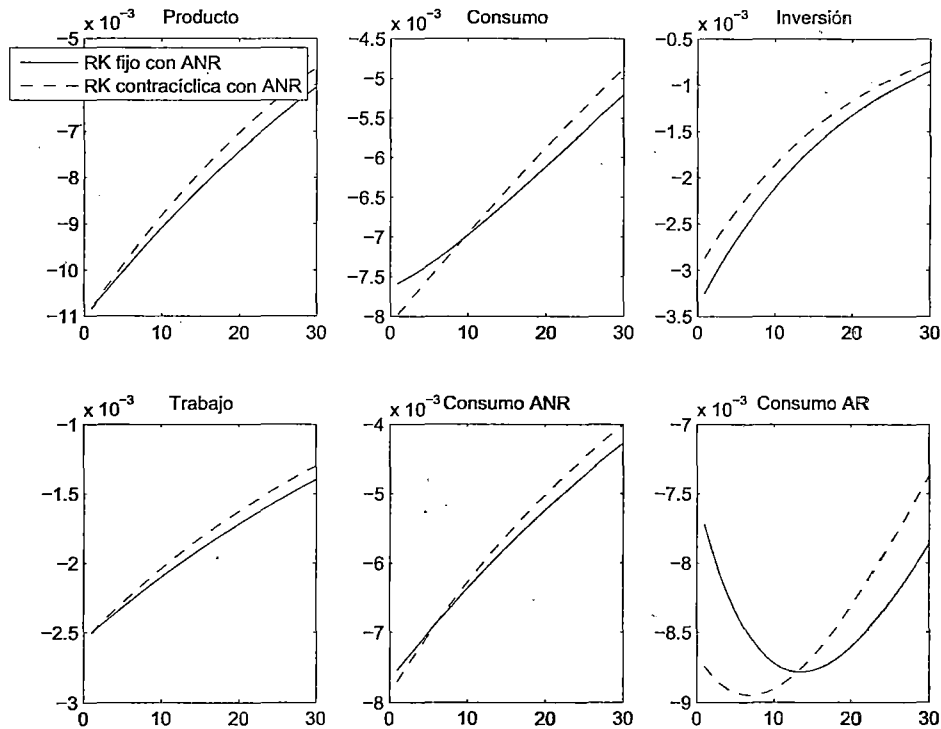 x 10⁻³ Producto
−5
−7
−8
−9
−10
−11
0 10 20 30
RK fijo con ANR
RK contracíclica con ANR
x 10⁻³ Consumo
−4.5
−5
−5.5
−6
−6.5
−7
−7.5
−8
0 10 20 30
x 10⁻³ Inversión
−0.5
−1
−1.5
−2
−2.5
−3
−3.5
0 10 20 30
x 10⁻³ Trabajo
−1
−1.5
−2
−2.5
−3
0 10 20 30
x 10⁻³ Consumo ANR
−4
−5
−6
−7
−8
0 10 20 30
x 10⁻³ Consumo AR
−7
−7.5
−8
−8.5
−9
0 10 20 30